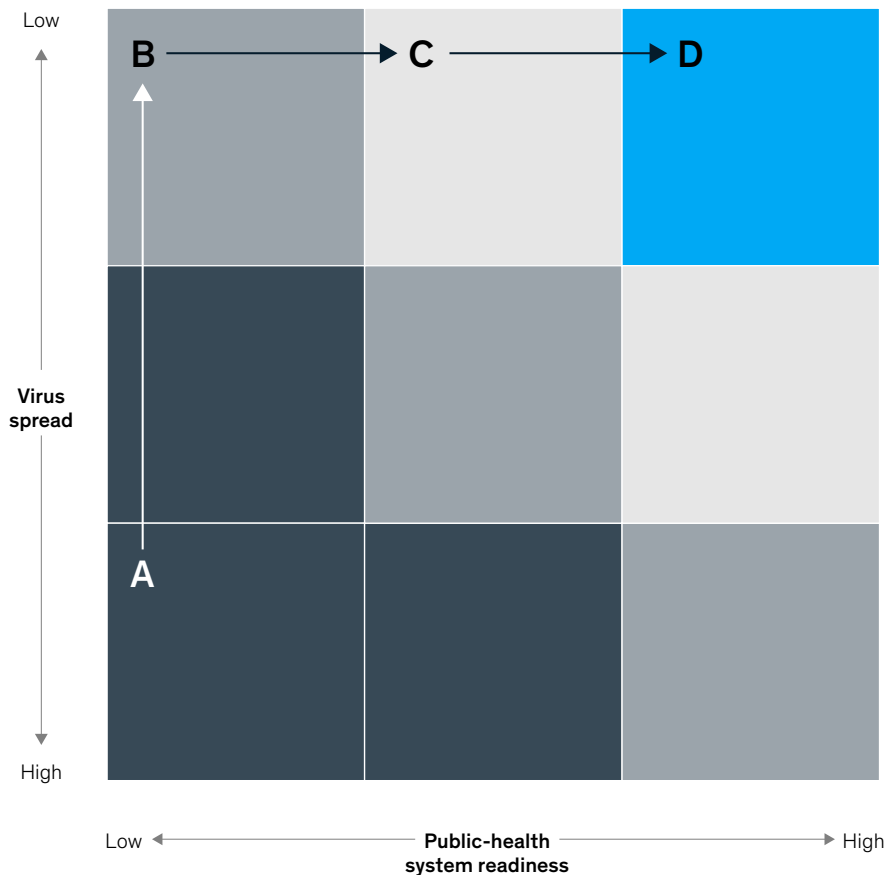 Low
B
C
D
Virus
spread
A
High
Low
Public-health
system readiness
High